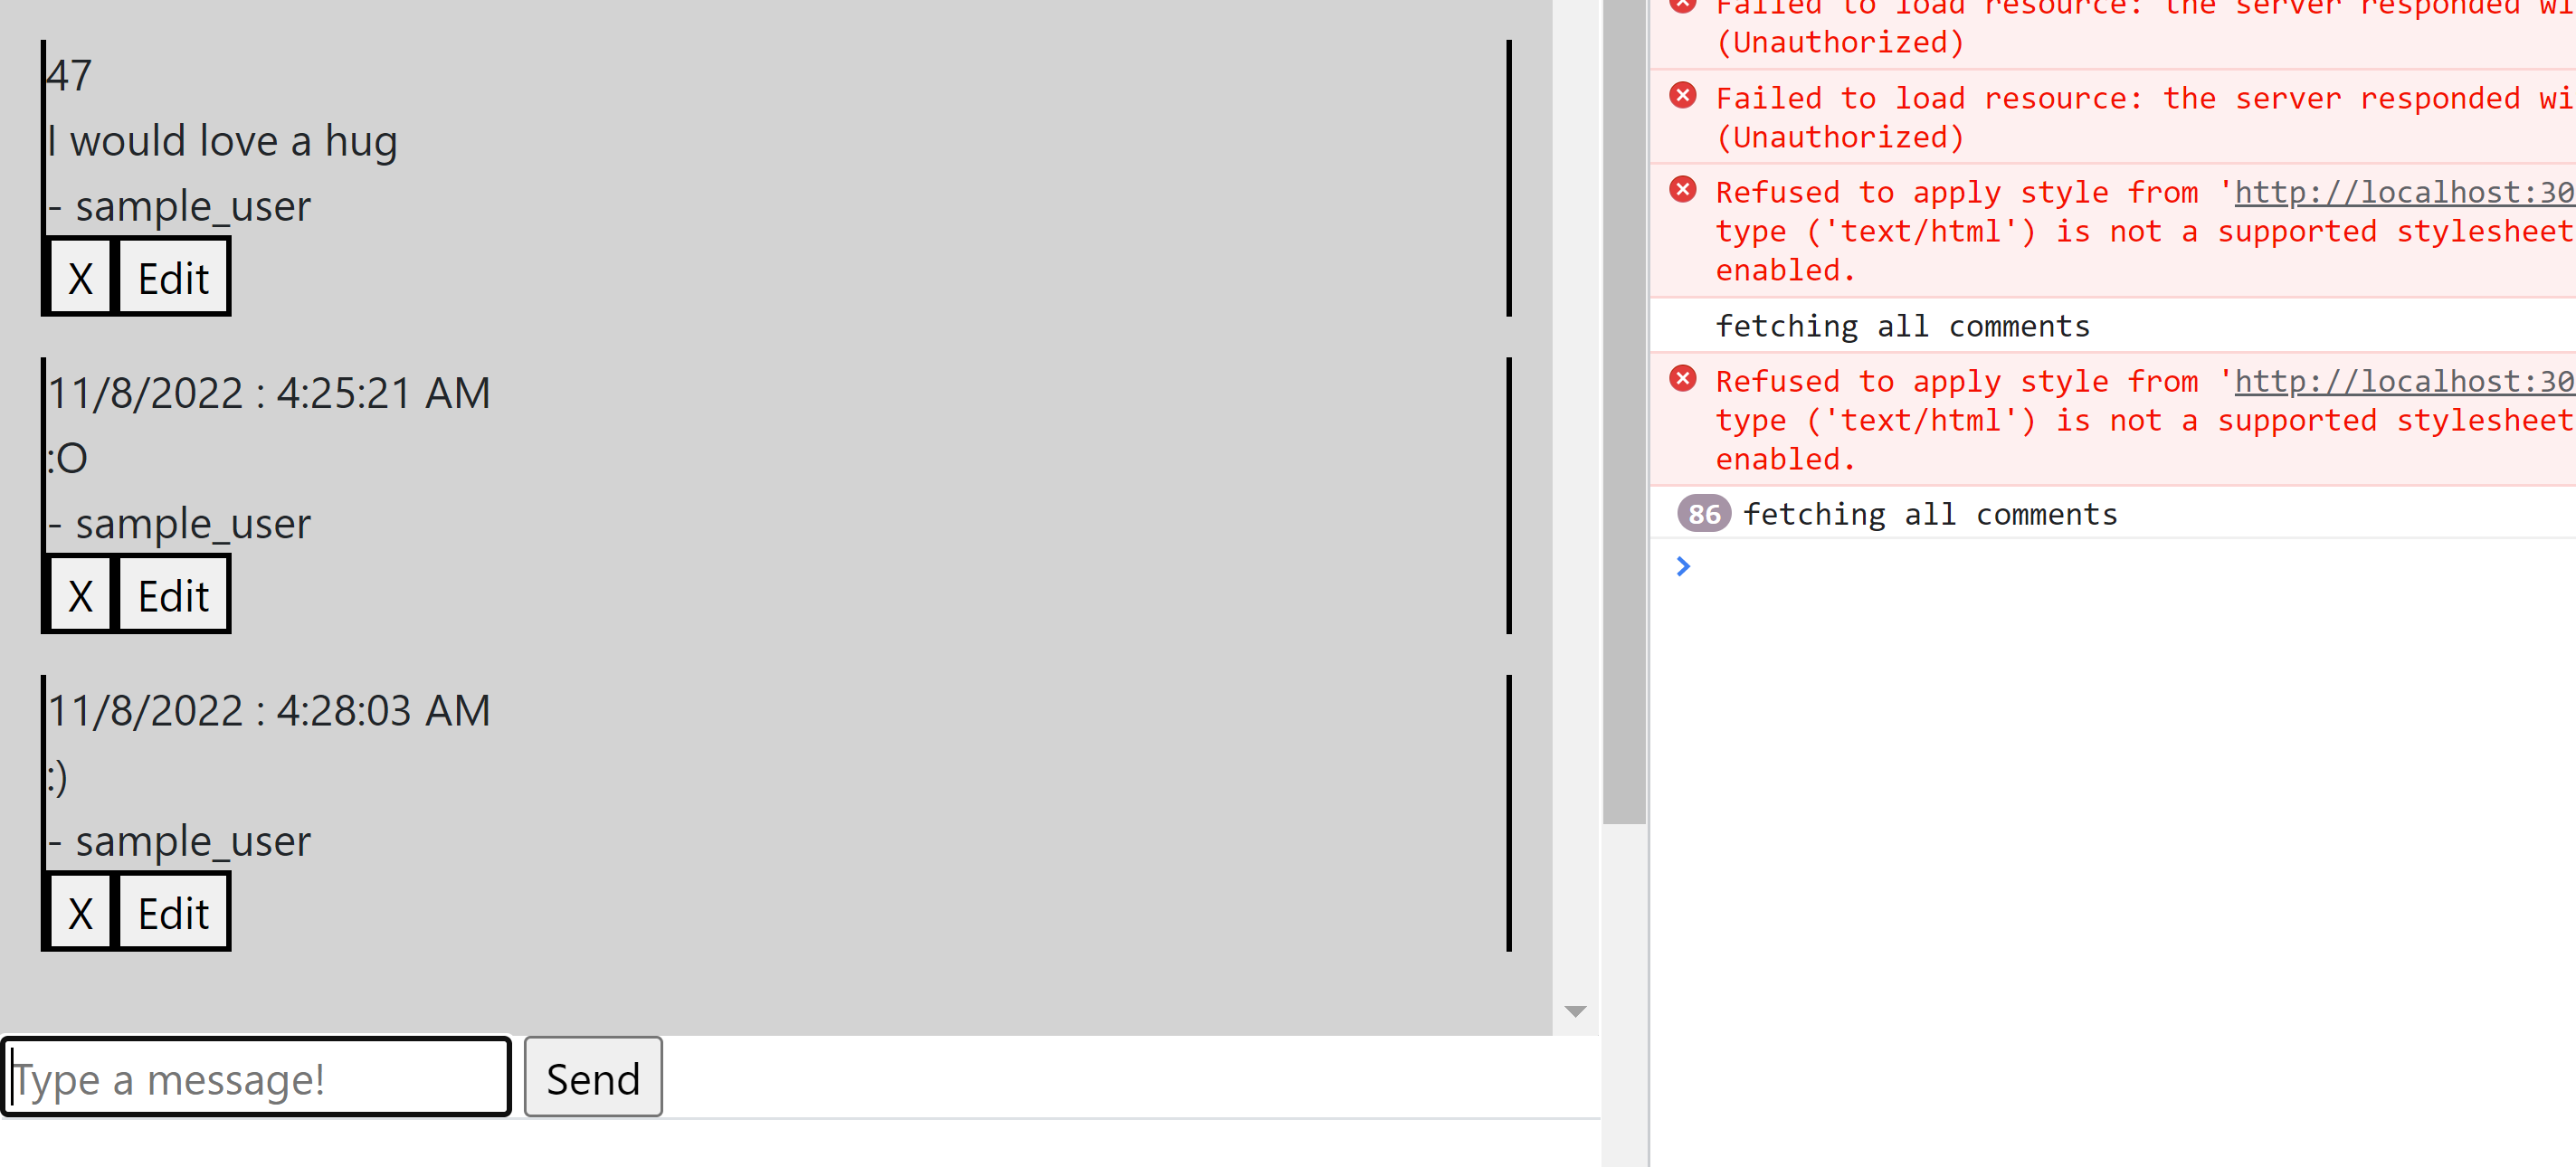 47
I would love a hug
- sample_user
X Edit
11/8/2022 : 4:25:21 AM
:O
- sample_user
X Edit
11/8/2022 : 4:28:03 AM
:)
- sample_user
X Edit
Type a message!
Send
Failed to load resource: the server responded wi
(Unauthorized)
Failed to load resource: the server responded wi
(Unauthorized)
Refused to apply style from 'http://localhost:30
type ('text/html') is not a supported stylesheet
enabled.
fetching all comments
Refused to apply style from 'http://localhost:30
type ('text/html') is not a supported stylesheet
enabled.
86 fetching all comments